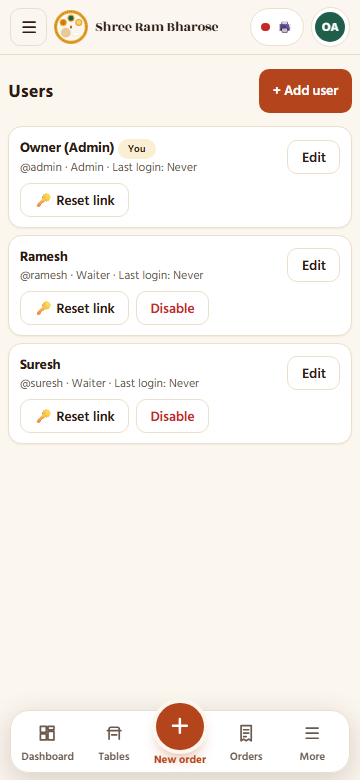 Shree Ram Bharose
OA
Users
+ Add user
Owner (Admin) You
Edit
@admin · Admin · Last login: Never
Reset link
Ramesh
Edit
@ramesh · Waiter · Last login: Never
Reset link Disable
Suresh
Edit
@suresh · Waiter · Last login: Never
Reset link Disable
Dashboard Tables New order Orders More